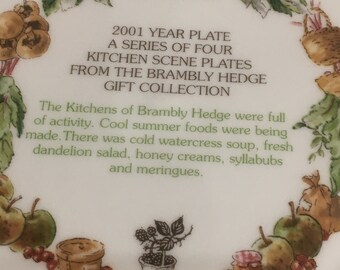 2001 YEAR PLATE
A SERIES OF FOUR
KITCHEN SCENE PLATES
FROM THE BRAMBLY HEDGE
GIFT COLLECTION
The Kitchens of Brambly Hedge were full
of activity. Cool summer foods were being
made.There was cold watercress soup, fresh
dandelion salad, honey creams, syllabubs
and meringues.